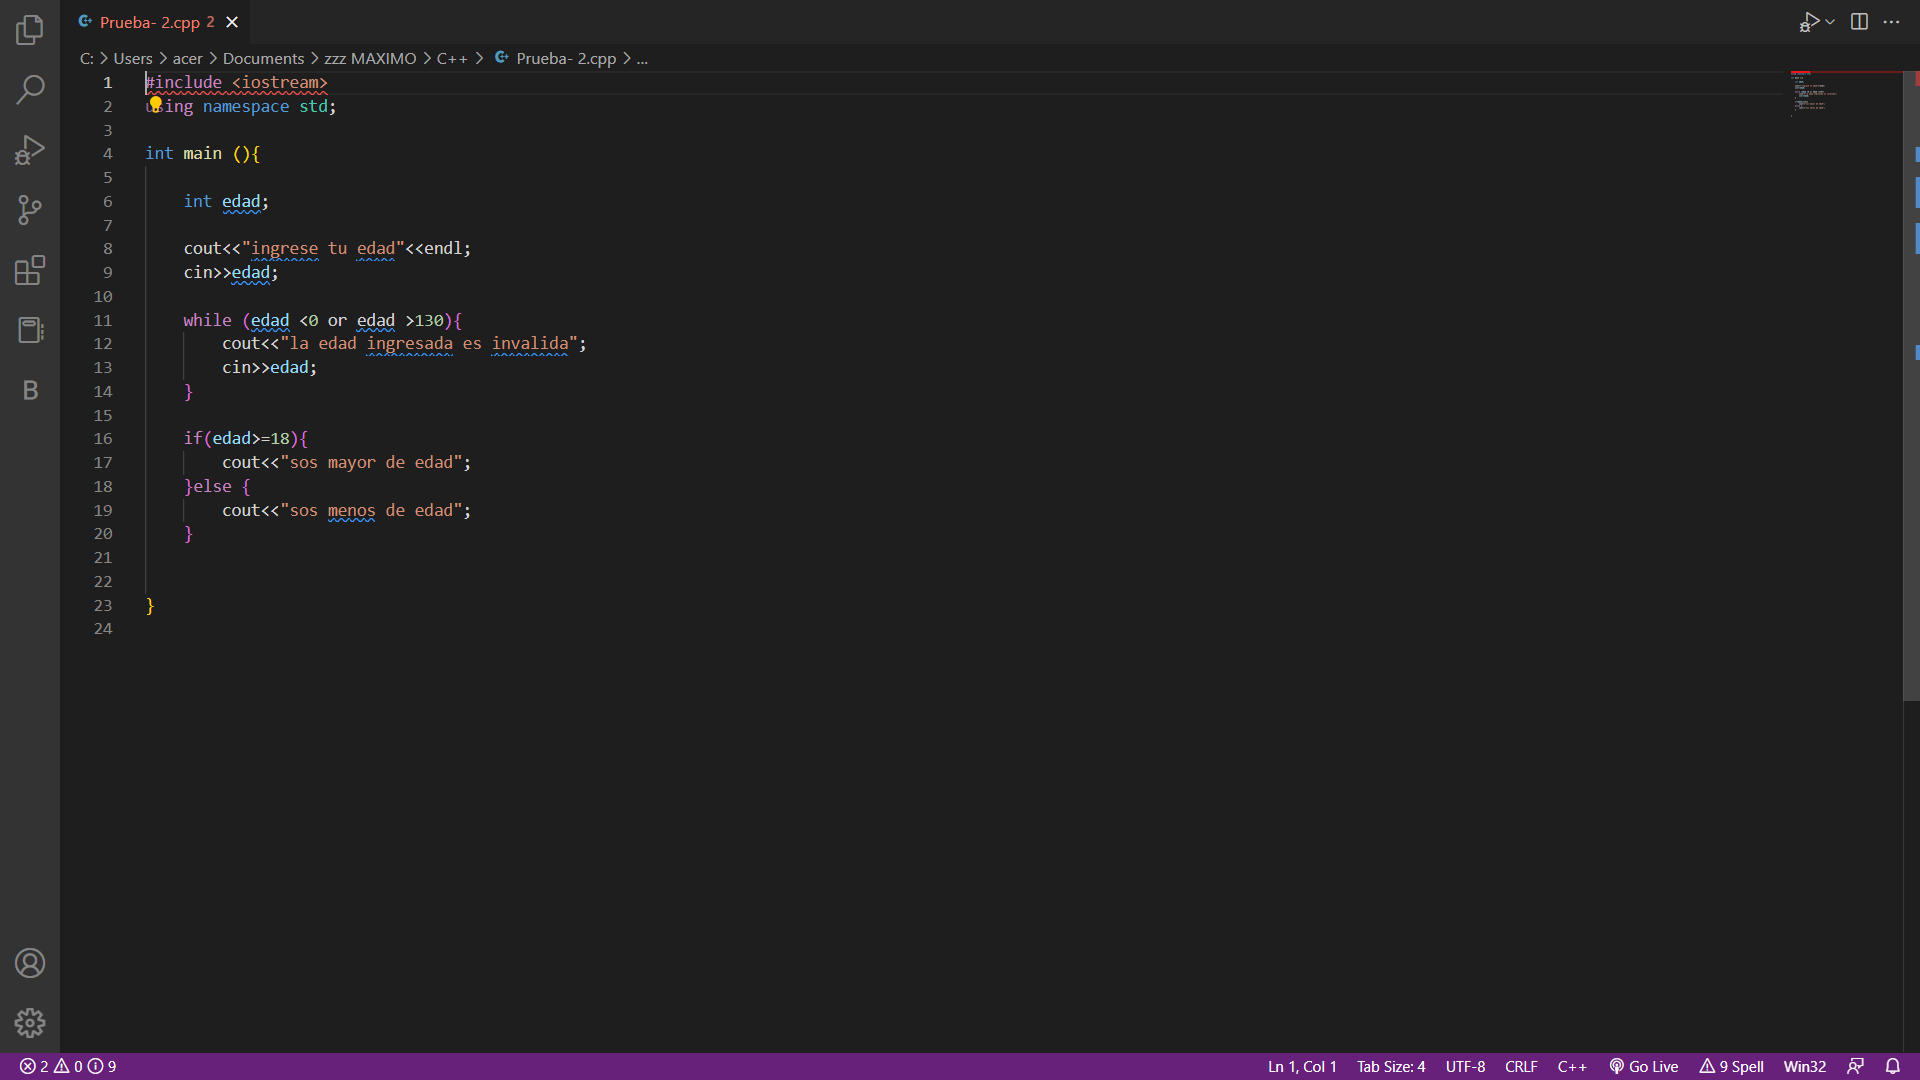 Prueba- 2.cpp 2
C: > Users > acer > Documents > zzz MAXIMO > C++ > Prueba- 2.cpp > ...
1 #include <iostream>
2 using namespace std;
3
4 int main (){
5
6 int edad;
7
8 cout<<"ingrese tu edad"<<endl;
9 cin>>edad;
10
11 while (edad <0 or edad >130){
12 cout<<"la edad ingresada es invalida";
13 cin>>edad;
14 }
15
16 if(edad>=18){
17 cout<<"sos mayor de edad";
18 }else {
19 cout<<"sos menos de edad";
20 }
21
22
23 }
24
B
2 0 9 Ln 1, Col 1 Tab Size: 4 UTF-8 CRLF C++ Go Live 9 Spell Win32